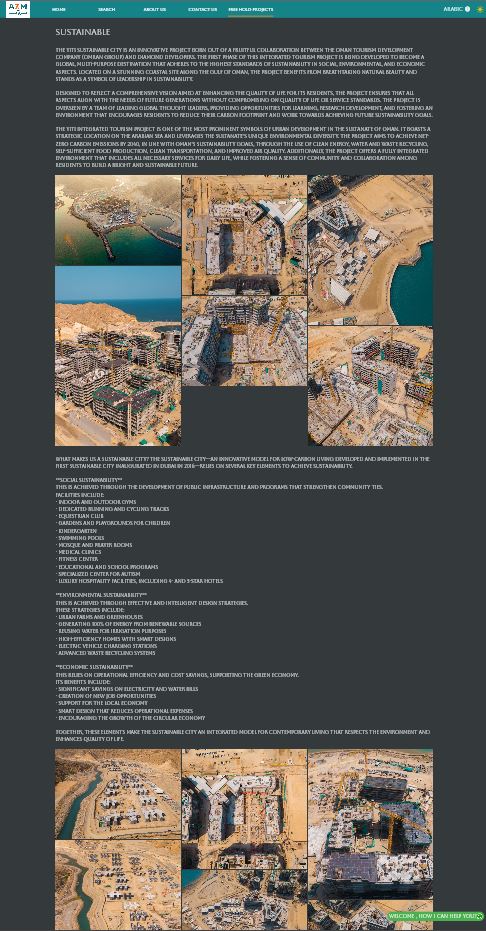 AZM
HOME
SEARCH
ABOUT US
CONTACT US
FREE HOLD PROJECTS
ARABIC
SUSTAINABLE
THE YITI SUSTAINABLE CITY IS AN INNOVATIVE PROJECT BORN OUT OF A FRUITFUL COLLABORATION BETWEEN THE OMAN TOURISM DEVELOPMENT
COMPANY (OMRAN GROUP) AND DIAMOND DEVELOPERS. THE FIRST PHASE OF THIS INTEGRATED TOURISM PROJECT IS BEING DEVELOPED TO BECOME A
GLOBAL, MULTI-PURPOSE DESTINATION THAT ADHERES TO THE HIGHEST STANDARDS OF SUSTAINABILITY IN SOCIAL, ENVIRONMENTAL, AND ECONOMIC
ASPECTS. LOCATED ON A STUNNING COASTAL SITE ALONG THE GULF OF OMAN, THE PROJECT BENEFITS FROM BREATHTAKING NATURAL BEAUTY AND
STANDS AS A SYMBOL OF LEADERSHIP IN SUSTAINABILITY.
DESIGNED TO REFLECT A COMPREHENSIVE VISION AIMED AT ENHANCING THE QUALITY OF LIFE FOR ITS RESIDENTS, THE PROJECT ENSURES THAT ALL
ASPECTS ALIGN WITH THE NEEDS OF FUTURE GENERATIONS WITHOUT COMPROMISING ON QUALITY OF LIFE OR SERVICE STANDARDS. THE PROJECT IS
OVERSEEN BY A TEAM OF LEADING GLOBAL THOUGHT LEADERS, PROVIDING OPPORTUNITIES FOR LEARNING, RESEARCH, DEVELOPMENT, AND FOSTERING AN
ENVIRONMENT THAT ENCOURAGES RESIDENTS TO REDUCE THEIR CARBON FOOTPRINT AND WORK TOWARDS ACHIEVING FUTURE SUSTAINABILITY GOALS.
THE YITI INTEGRATED TOURISM PROJECT IS ONE OF THE MOST PROMINENT SYMBOLS OF URBAN DEVELOPMENT IN THE SULTANATE OF OMAN. IT BOASTS A
STRATEGIC LOCATION ON THE ARABIAN SEA AND LEVERAGES THE SULTANATE'S UNIQUE ENVIRONMENTAL DIVERSITY. THE PROJECT AIMS TO ACHIEVE NET-
ZERO CARBON EMISSIONS BY 2040, IN LINE WITH OMAN'S SUSTAINABILITY GOALS, THROUGH THE USE OF CLEAN ENERGY, WATER AND WASTE RECYCLING,
SELF-SUFFICIENT FOOD PRODUCTION, CLEAN TRANSPORTATION, AND IMPROVED AIR QUALITY. ADDITIONALLY, THE PROJECT OFFERS A FULLY INTEGRATED
ENVIRONMENT THAT INCLUDES ALL NECESSARY SERVICES FOR DAILY LIFE, WHILE FOSTERING A SENSE OF COMMUNITY AND COLLABORATION AMONG
RESIDENTS TO BUILD A BRIGHT AND SUSTAINABLE FUTURE.
WHAT MAKES US A SUSTAINABLE CITY? THE SUSTAINABLE CITY—AN INNOVATIVE MODEL FOR LOW-CARBON LIVING DEVELOPED AND IMPLEMENTED IN THE
FIRST SUSTAINABLE CITY INAUGURATED IN DUBAI IN 2016—RELIES ON SEVERAL KEY ELEMENTS TO ACHIEVE SUSTAINABILITY.
**SOCIAL SUSTAINABILITY**
THIS IS ACHIEVED THROUGH THE DEVELOPMENT OF PUBLIC INFRASTRUCTURE AND PROGRAMS THAT STRENGTHEN COMMUNITY TIES.
FACILITIES INCLUDE:
- INDOOR AND OUTDOOR GYMS
- DEDICATED RUNNING AND CYCLING TRACKS
- EQUESTRIAN CLUB
- GARDENS AND PLAYGROUNDS FOR CHILDREN
- KINDERGARTEN
- SWIMMING POOLS
- MOSQUE AND PRAYER ROOMS
- MEDICAL CLINICS
- FITNESS CENTER
- EDUCATIONAL AND SCHOOL PROGRAMS
- SPECIALIZED CENTER FOR AUTISM
- LUXURY HOSPITALITY FACILITIES, INCLUDING 4- AND 5-STAR HOTELS
**ENVIRONMENTAL SUSTAINABILITY**
THIS IS ACHIEVED THROUGH EFFECTIVE AND INTELLIGENT DESIGN STRATEGIES.
THESE STRATEGIES INCLUDE:
- URBAN FARMS AND GREENHOUSES
- GENERATING 100% OF ENERGY FROM RENEWABLE SOURCES
- REUSING WATER FOR IRRIGATION PURPOSES
- HIGH-EFFICIENCY HOMES WITH SMART DESIGNS
- ELECTRIC VEHICLE CHARGING STATIONS
- ADVANCED WASTE RECYCLING SYSTEMS
**ECONOMIC SUSTAINABILITY**
THIS RELIES ON OPERATIONAL EFFICIENCY AND COST SAVINGS, SUPPORTING THE GREEN ECONOMY.
ITS BENEFITS INCLUDE:
- SIGNIFICANT SAVINGS ON ELECTRICITY AND WATER BILLS
- CREATION OF NEW JOB OPPORTUNITIES
- SUPPORT FOR THE LOCAL ECONOMY
- SMART DESIGN THAT REDUCES OPERATIONAL EXPENSES
- ENCOURAGING THE GROWTH OF THE CIRCULAR ECONOMY
TOGETHER, THESE ELEMENTS MAKE THE SUSTAINABLE CITY AN INTEGRATED MODEL FOR CONTEMPORARY LIVING THAT RESPECTS THE ENVIRONMENT AND
ENHANCES QUALITY OF LIFE.
WELCOME , HOW I CAN HELP YOU?